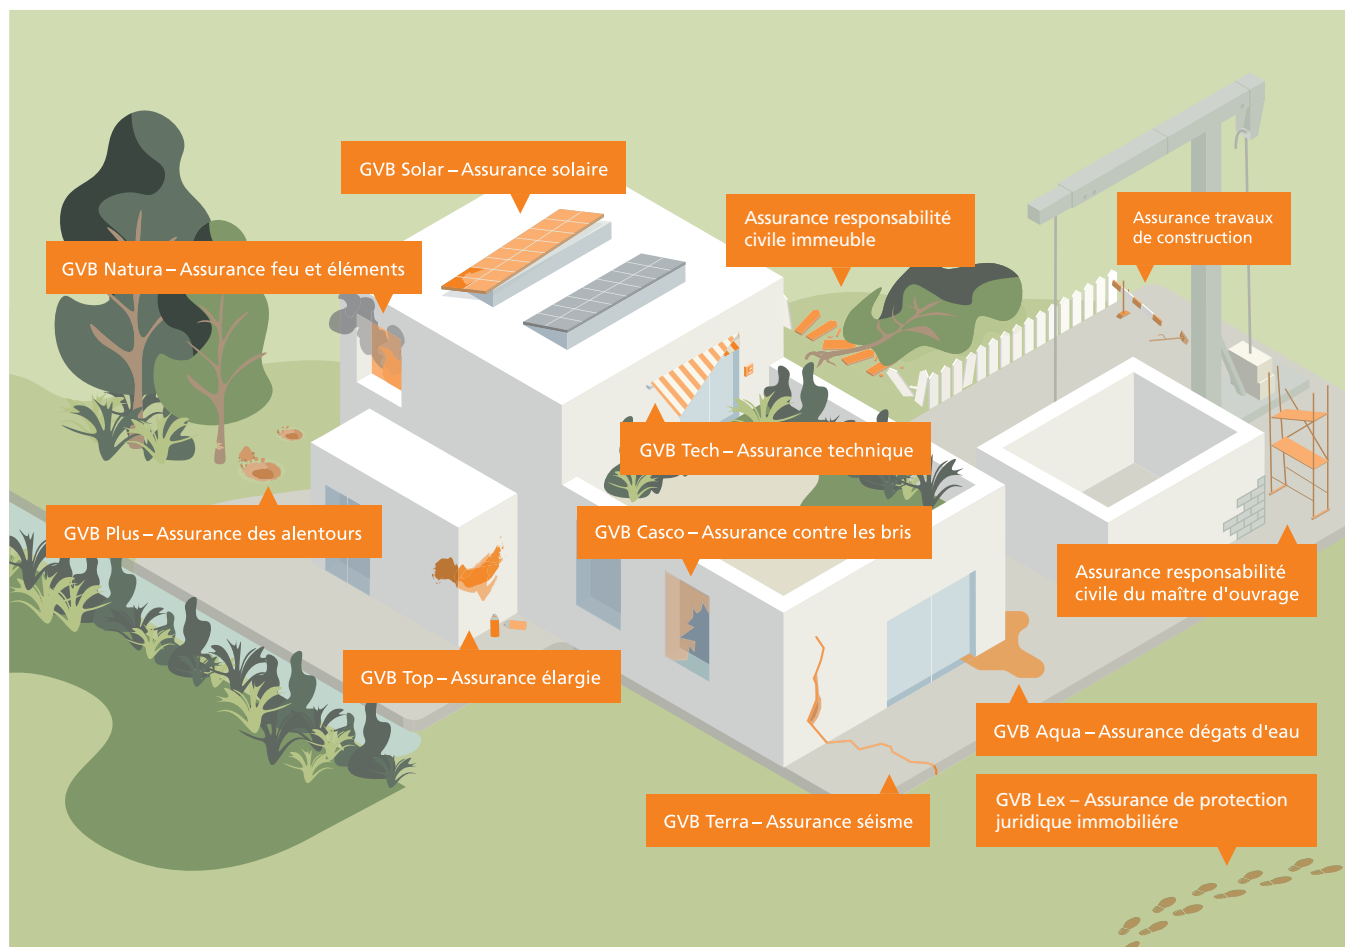 GVB Solar – Assurance solaire
Assurance responsabilité
civile immeuble
Assurance travaux
de construction
GVB Natura – Assurance feu et éléments
GVB Tech – Assurance technique
GVB Plus – Assurance des alentours
GVB Casco – Assurance contre les bris
Assurance responsabilité
civile du maître d'ouvrage
GVB Top – Assurance élargie
GVB Aqua – Assurance dégats d'eau
GVB Terra – Assurance séisme
GVB Lex – Assurance de protection
juridique immobiliére